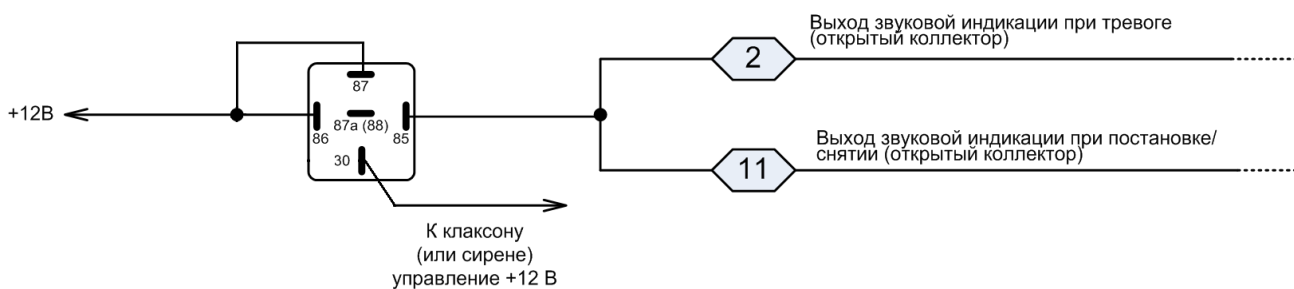 Выход звуковой индикации при тревоге
(открытый коллектор)
2
87
+12В
87a (88)
86
85
30
Выход звуковой индикации при постановке/
снятии (открытый коллектор)
11
К клаксону
(или сирене)
управление +12 В